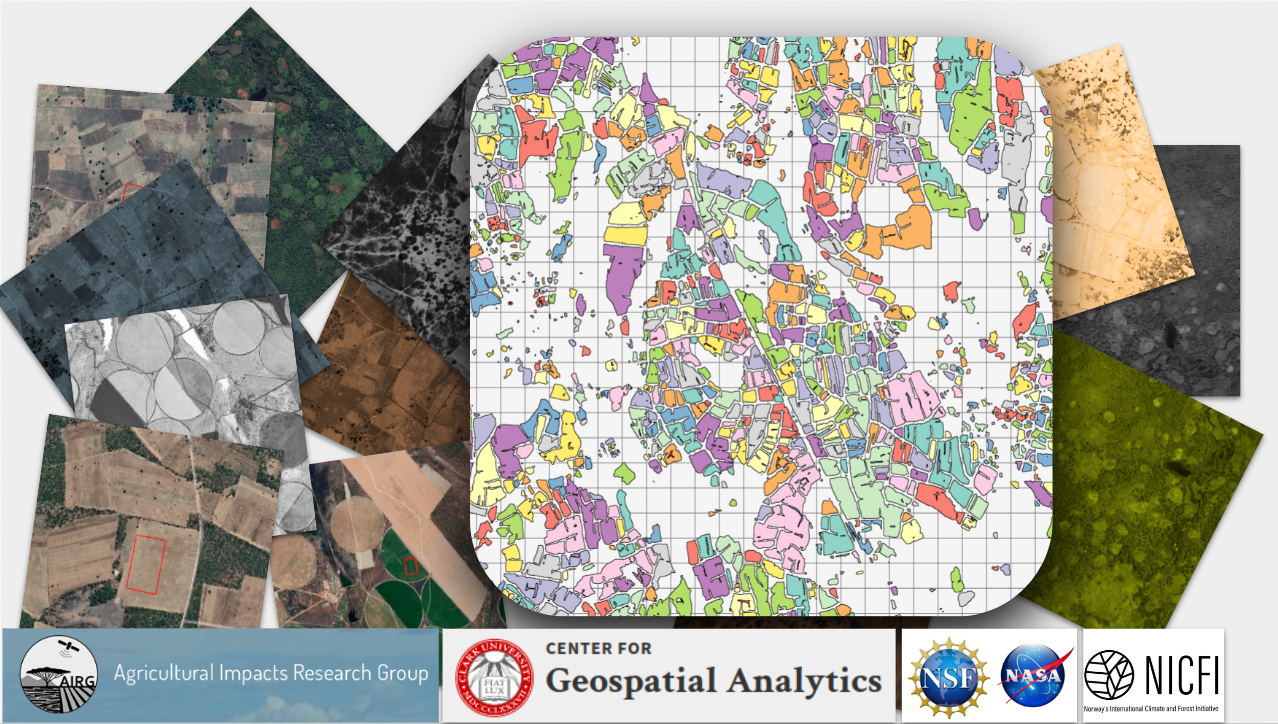 AIRG
Agricultural Impacts Research Group
CLARK UNIVERSITY
FIAT
LUX
MDCCCLXXXVII
CENTER FOR
Geospatial Analytics
NSF
NASA
NICFI
Norway's International Climate and Forest Initiative